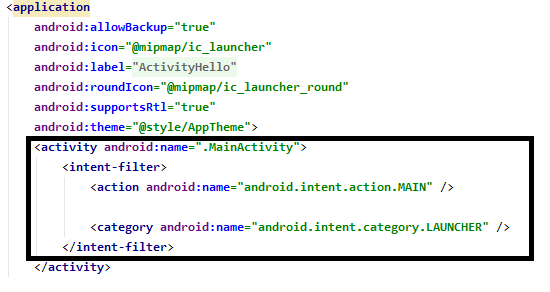 <application
android:allowBackup="true"
android:icon="@mipmap/ic_launcher"
android:label="ActivityHello"
android:roundIcon="@mipmap/ic_launcher_round"
android:supportsRtl="true"
android:theme="@style/AppTheme">
<activity android:name=".MainActivity">
<intent-filter>
<action android:name="android.intent.action.MAIN" />
<category android:name="android.intent.category.LAUNCHER" />
</intent-filter>
</activity>